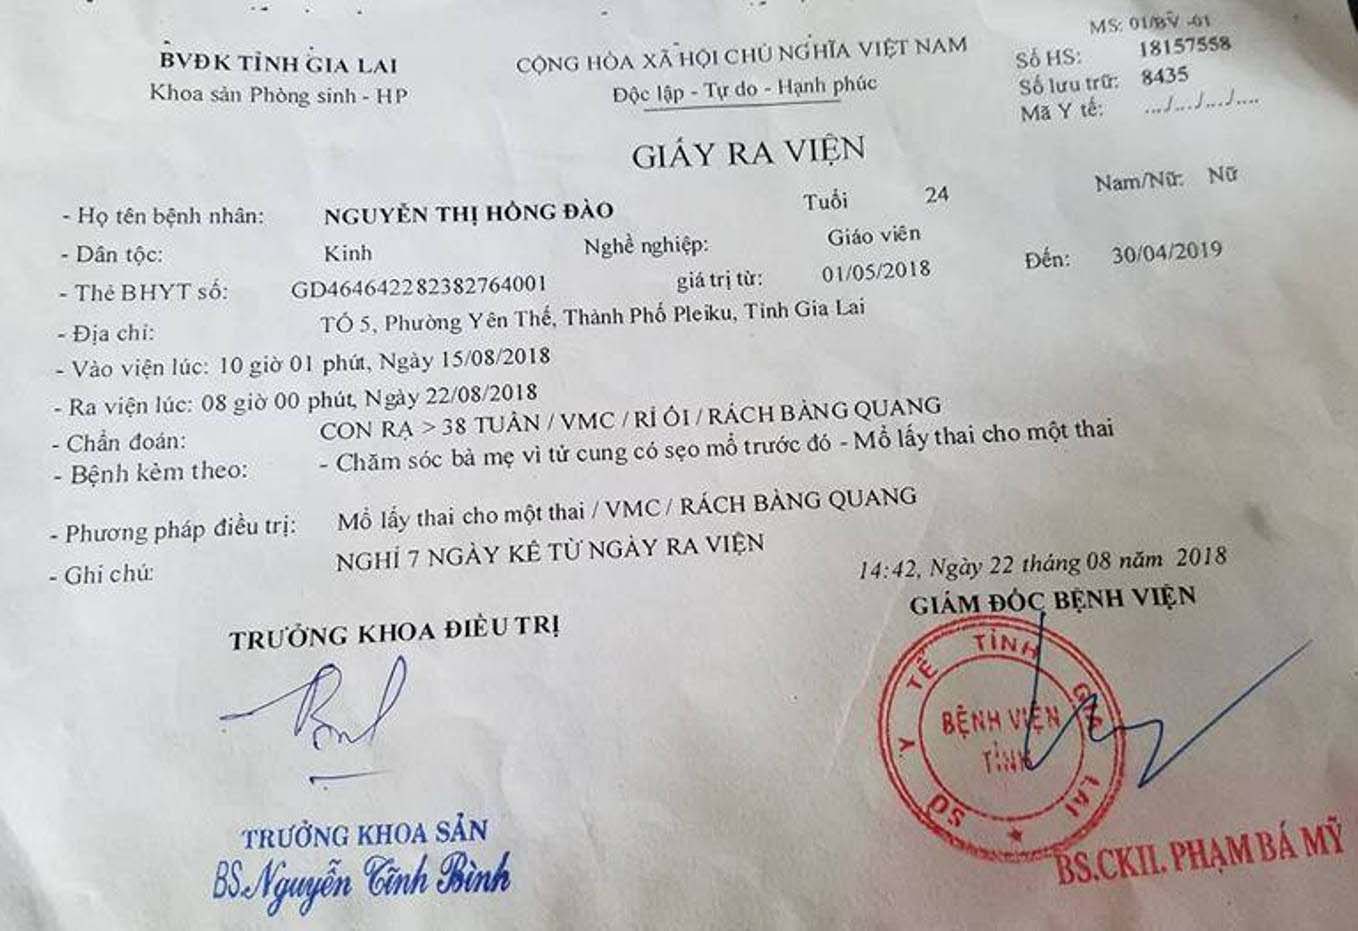 MS: 01/BV -01
BVĐK TỈNH GIA LAI
Khoa sản Phòng sinh - HP
CỘNG HÒA XÃ HỘI CHỦ NGHĨA VIỆT NAM
Độc lập - Tự do - Hạnh phúc
Số HS: 18157558
Số lưu trữ: 8435
Mã Y tế: .../.../.../....
GIẤY RA VIỆN
- Họ tên bệnh nhân: NGUYỄN THỊ HỒNG ĐÀO Tuổi 24 Nam/Nữ: Nữ
- Dân tộc: Kinh Nghề nghiệp: Giáo viên
- Thẻ BHYT số: GD464642282382764001 giá trị từ: 01/05/2018 Đến: 30/04/2019
- Địa chỉ: TỔ 5, Phường Yên Thế, Thành Phố Pleiku, Tỉnh Gia Lai
- Vào viện lúc: 10 giờ 01 phút, Ngày 15/08/2018
- Ra viện lúc: 08 giờ 00 phút, Ngày 22/08/2018
- Chẩn đoán: CON RẠ > 38 TUẦN / VMC / RỈ ỐI / RÁCH BÀNG QUANG
- Bệnh kèm theo: - Chăm sóc bà mẹ vì tử cung có sẹo mổ trước đó - Mổ lấy thai cho một thai
- Phương pháp điều trị: Mổ lấy thai cho một thai / VMC / RÁCH BÀNG QUANG
- Ghi chú: NGHỈ 7 NGÀY KỂ TỪ NGÀY RA VIỆN
14:42, Ngày 22 tháng 08 năm 2018
TRƯỞNG KHOA ĐIỀU TRỊ
GIÁM ĐỐC BỆNH VIỆN
SỞ Y TẾ TỈNH GIA LAI
BỆNH VIỆN
TỈNH
TRƯỞNG KHOA SẢN
BS.Nguyễn Tĩnh Bình
BS.CKII. PHẠM BÁ MỸ